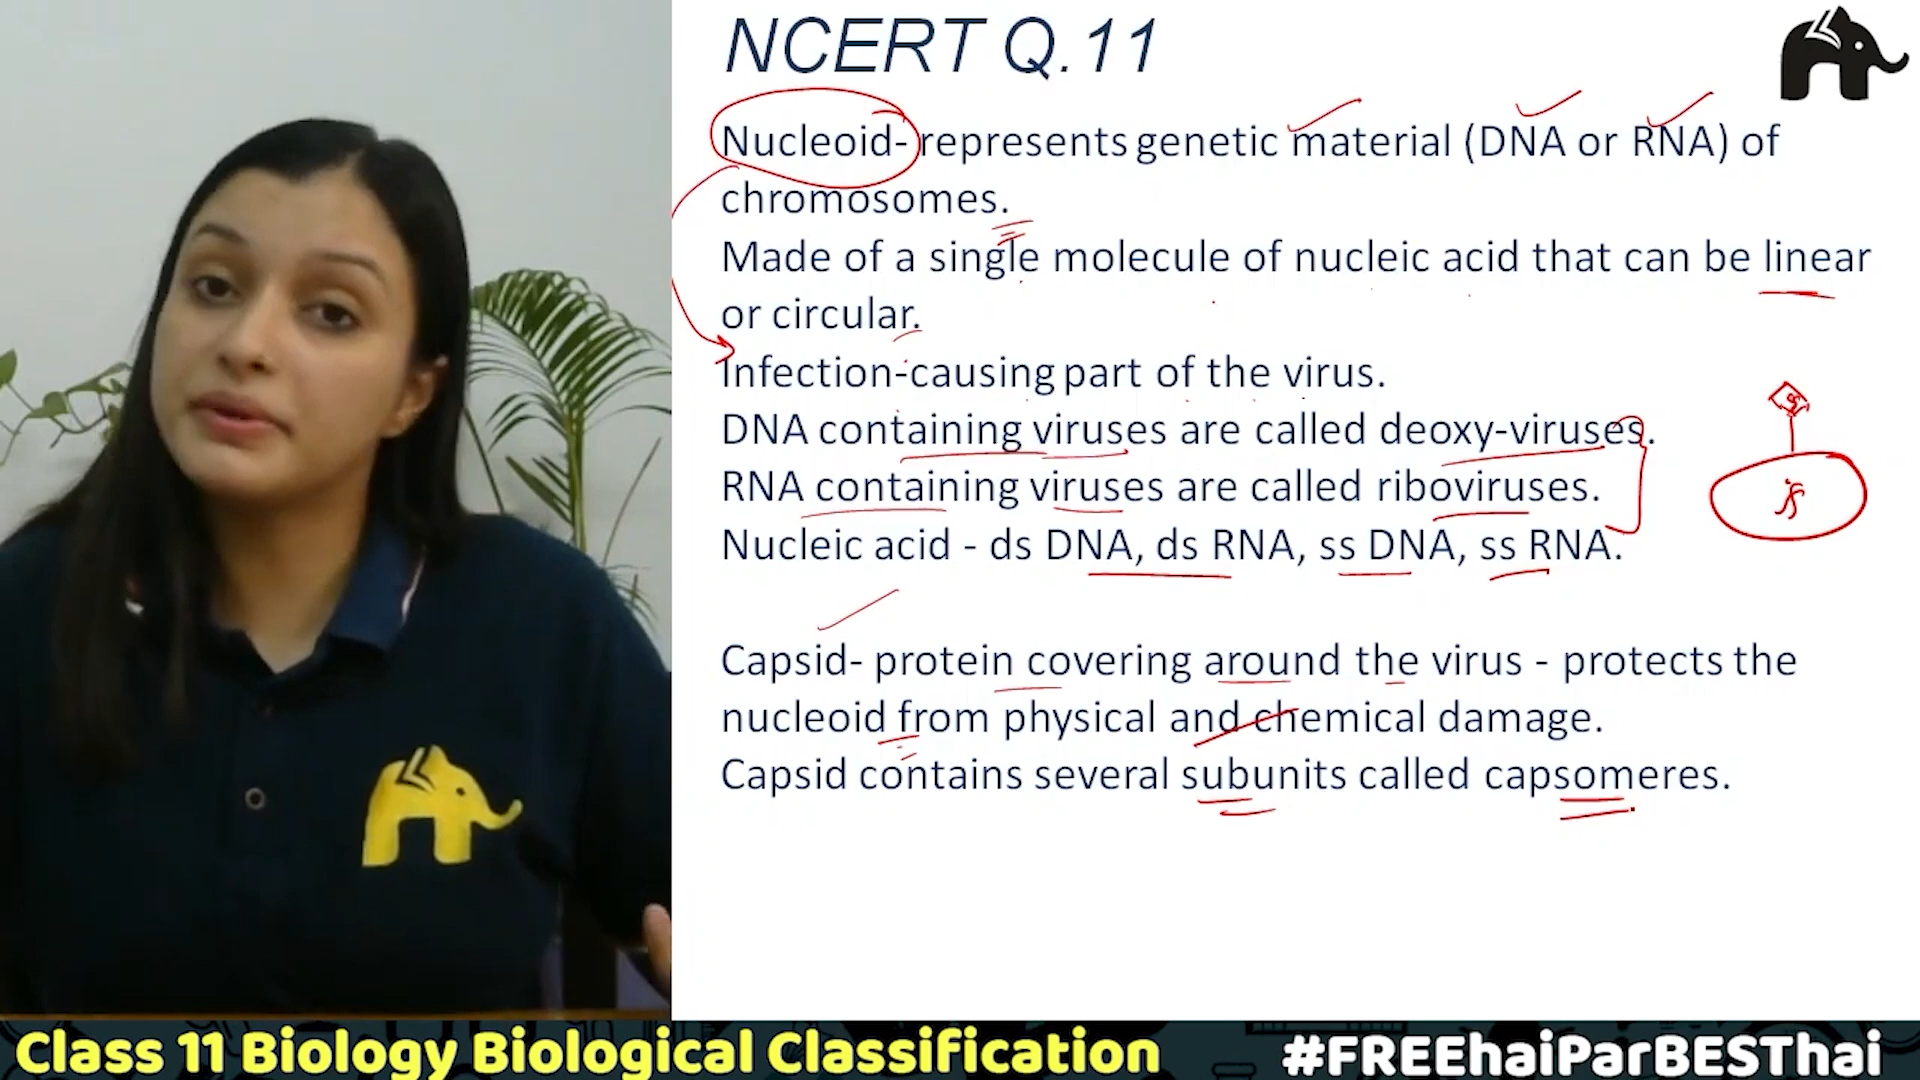 NCERT Q.11
Nucleoid- represents genetic material (DNA or RNA) of
chromosomes.
Made of a single molecule of nucleic acid that can be linear
or circular.
Infection-causing part of the virus.
DNA containing viruses are called deoxy-viruses.
RNA containing viruses are called riboviruses.
Nucleic acid - ds DNA, ds RNA, ss DNA, ss RNA.
Capsid- protein covering around the virus - protects the
nucleoid from physical and chemical damage.
Capsid contains several subunits called capsomeres.
Class 11 Biology Biological Classification
#FREEhaiParBESThai